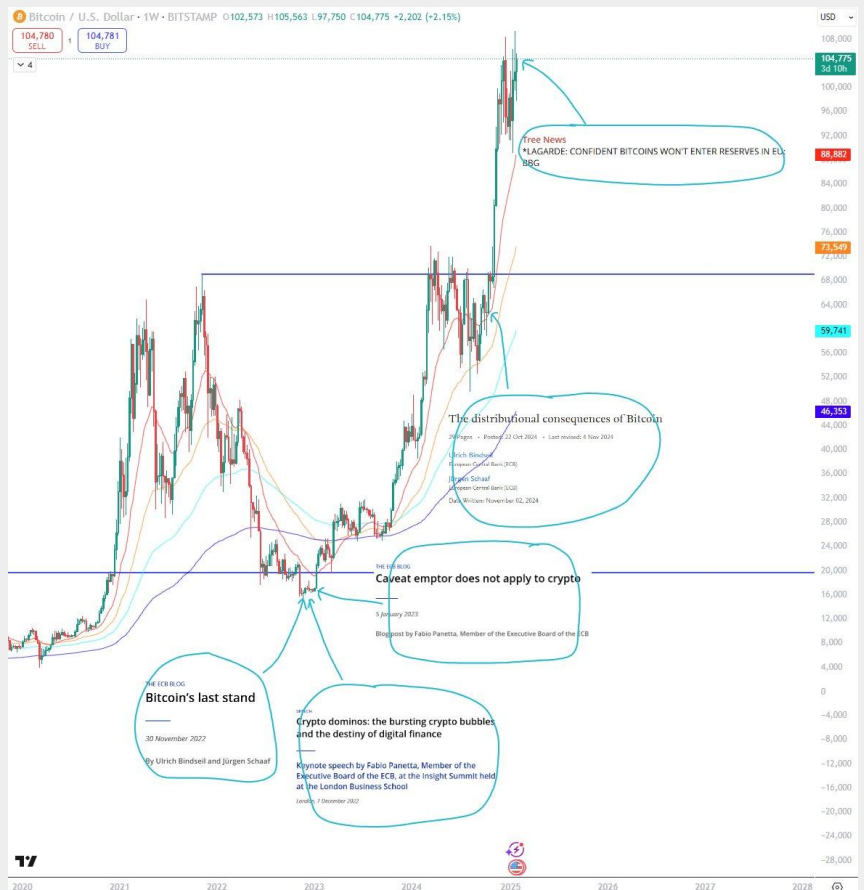 Bitcoin / U.S. Dollar · 1W · BITSTAMP O102,573 H105,563 L97,750 C104,775 +2,202 (+2.15%)
USD
104,780
SELL
1
104,781
BUY
4
108,000
104,775
3d 10h
100,000
96,000
92,000
88,882
84,000
80,000
76,000
73,549
72,000
68,000
64,000
59,741
56,000
52,000
48,000
46,353
44,000
40,000
36,000
32,000
28,000
24,000
20,000
16,000
12,000
8,000
4,000
0
−4,000
−8,000
−12,000
−16,000
−20,000
−24,000
−28,000
Tree News
*LAGARDE: CONFIDENT BITCOINS WON'T ENTER RESERVES IN EU:
BBG
The distributional consequences of Bitcoin
29 Pages • Posted: 22 Oct 2024 • Last revised: 4 Nov 2024
Ulrich Bindseil
European Central Bank (ECB)
Jürgen Schaaf
European Central Bank (ECB)
Date Written: November 02, 2024
THE ECB BLOG
Caveat emptor does not apply to crypto
5 January 2023
Blog post by Fabio Panetta, Member of the Executive Board of the ECB
THE ECB BLOG
Bitcoin's last stand
30 November 2022
By Ulrich Bindseil and Jürgen Schaaf
SPEECH
Crypto dominos: the bursting crypto bubbles
and the destiny of digital finance
Keynote speech by Fabio Panetta, Member of the
Executive Board of the ECB, at the Insight Summit held
at the London Business School
London, 7 December 2022
2020 2021 2022 2023 2024 2025 2026 2027 2028